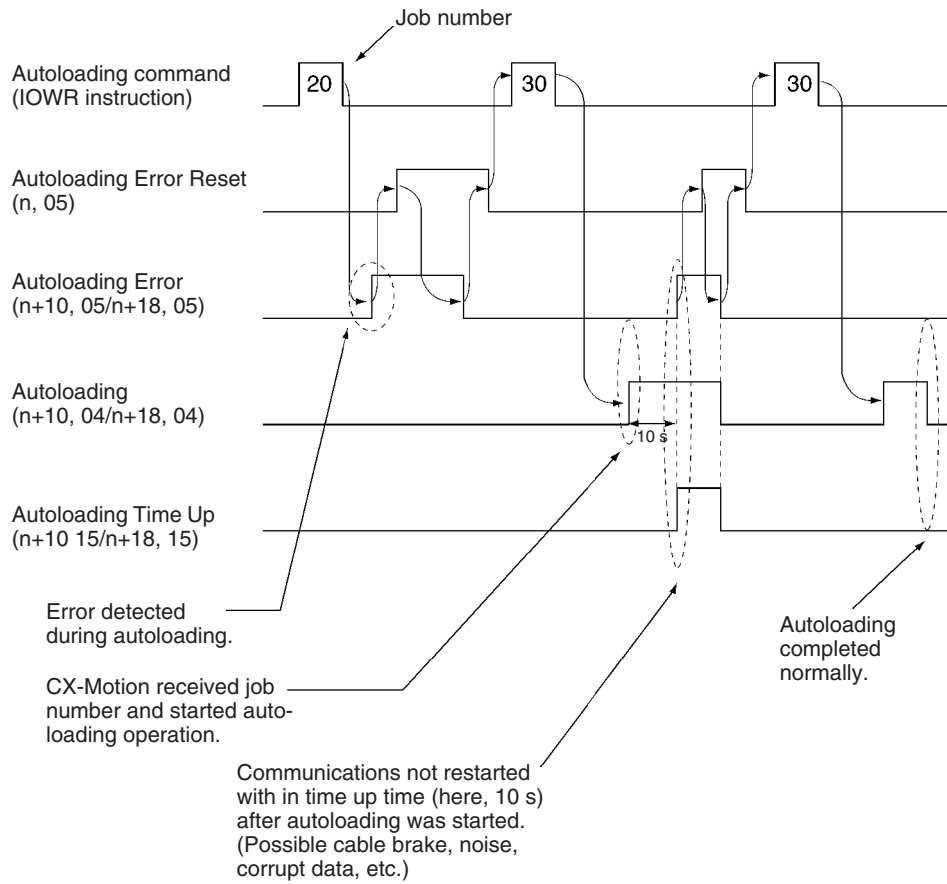 Job number
Autoloading command
(IOWR instruction)
20
30
30
Autoloading Error Reset
(n, 05)
Autoloading Error
(n+10, 05/n+18, 05)
Autoloading
(n+10, 04/n+18, 04)
10 s
Autoloading Time Up
(n+10 15/n+18, 15)
Error detected
during autoloading.
Autoloading
completed
normally.
CX-Motion received job
number and started auto-
loading operation.
Communications not restarted
with in time up time (here, 10 s)
after autoloading was started.
(Possible cable brake, noise,
corrupt data, etc.)